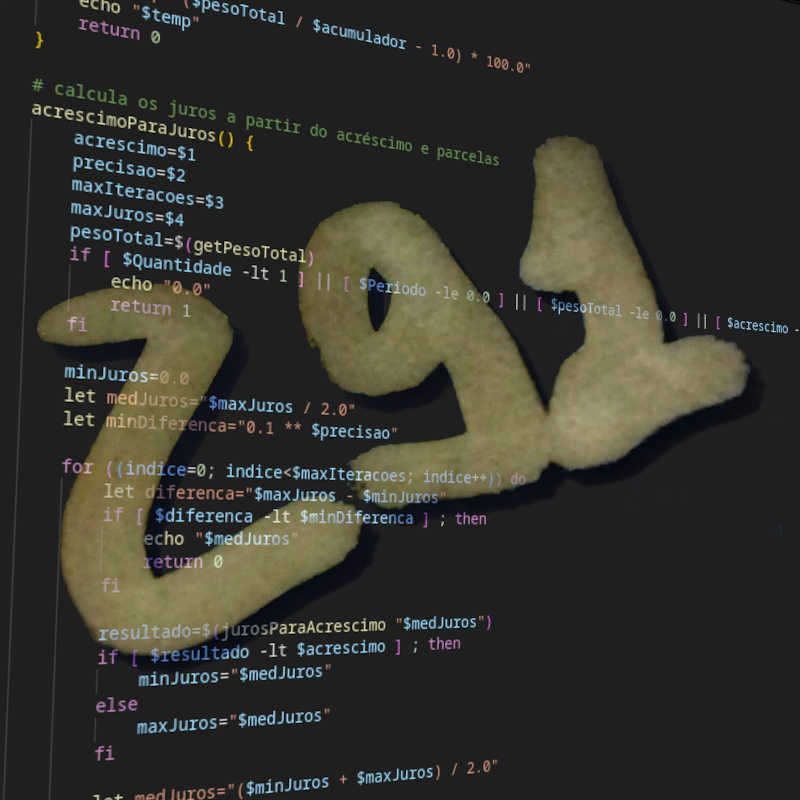 echo "$temp" ($pesoTotal / $acumulador - 1.0) * 100.0"
return 0
}
# calcula os juros a partir do acréscimo e parcelas
acrescimoParaJuros() {
acrescimo=$1
precisao=$2
maxIteracoes=$3
maxJuros=$4
pesoTotal=$(getPesoTotal)
if [ $Quantidade -lt 1 ] || [ $Periodo -le 0.0 ] || [ $pesoTotal -le 0.0 ] || [ $acrescimo -
echo "0.0"
return 1
fi
minJuros=0.0
let medJuros="$maxJuros / 2.0"
let minDiferenca="0.1 ** $precisao"
for ((indice=0; indice<$maxIteracoes; indice++)) do
let diferenca="$maxJuros - $minJuros"
if [ $diferenca -lt $minDiferenca ] ; then
echo "$medJuros"
return 0
fi
resultado=$(jurosParaAcrescimo "$medJuros")
if [ $resultado -lt $acrescimo ] ; then
minJuros="$medJuros"
else
maxJuros="$medJuros"
fi
let medJuros="($minJuros + $maxJuros) / 2.0"
291